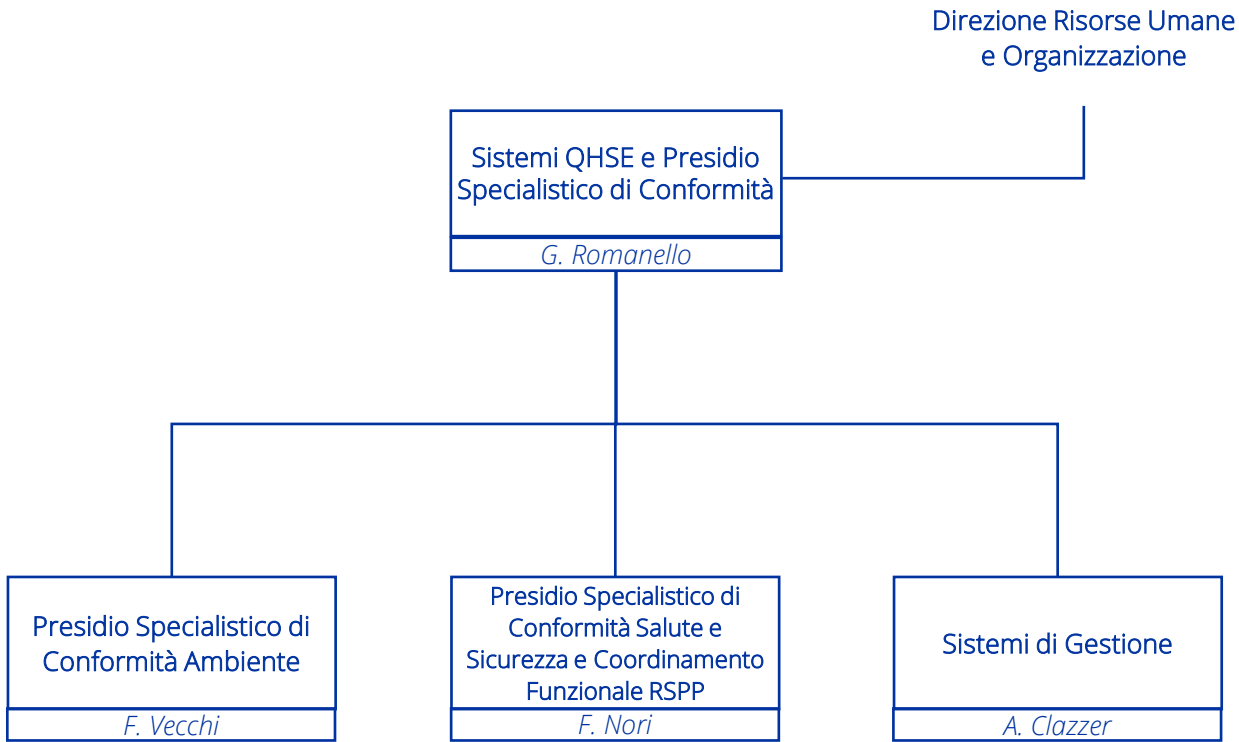 Direzione Risorse Umane
e Organizzazione
Sistemi QHSE e Presidio
Specialistico di Conformità
G. Romanello
Presidio Specialistico di
Conformità Ambiente
F. Vecchi
Presidio Specialistico di
Conformità Salute e
Sicurezza e Coordinamento
Funzionale RSPP
F. Nori
Sistemi di Gestione
A. Clazzer